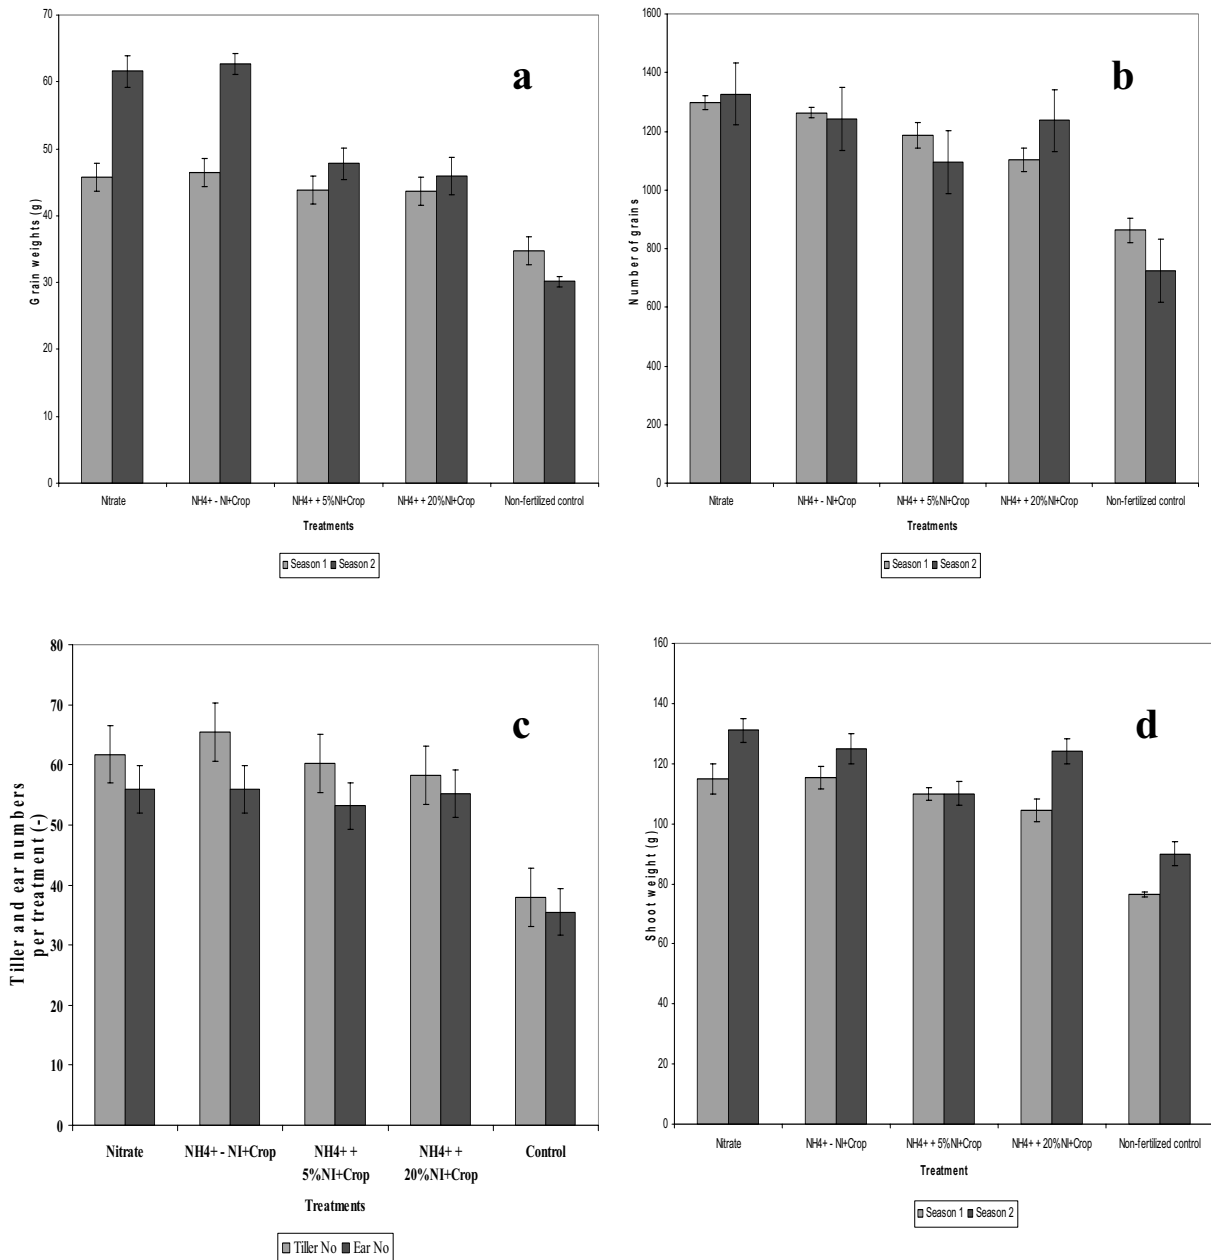 a
Grain weights (g)
70
60
50
40
30
20
10
0
Nitrate
NH4+ - NI+Crop
NH4+ + 5%NI+Crop
NH4+ + 20%NI+Crop
Non-fertilized control
Treatments
Season 1
Season 2
b
Number of grains
1600
1400
1200
1000
800
600
400
200
0
Nitrate
NH4+ - NI+Crop
NH4+ + 5%NI+Crop
NH4+ + 20%NI+Crop
Non-fertilized control
Treatments
Season 1
Season 2
c
Tiller and ear numbers
per treatment (-)
80
70
60
50
40
30
20
10
0
Nitrate
NH4+ - NI+Crop
NH4+ +
5%NI+Crop
NH4+ +
20%NI+Crop
Control
Treatments
Tiller No
Ear No
d
Shoot weight (g)
160
140
120
100
80
60
40
20
0
Nitrate
NH4+ - NI+Crop
NH4+ + 5%NI+Crop
NH4+ + 20%NI+Crop
Non-fertilized control
Treatment
Season 1
Season 2